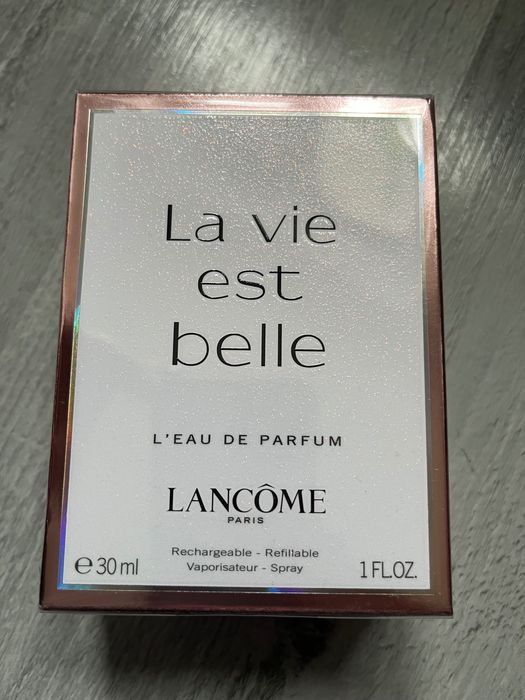 La vie
est
belle
L'EAU DE PARFUM
LANCÔME
PARIS
Rechargeable - Refillable
Vaporisateur - Spray
℮ 30 ml
1 FL.OZ.